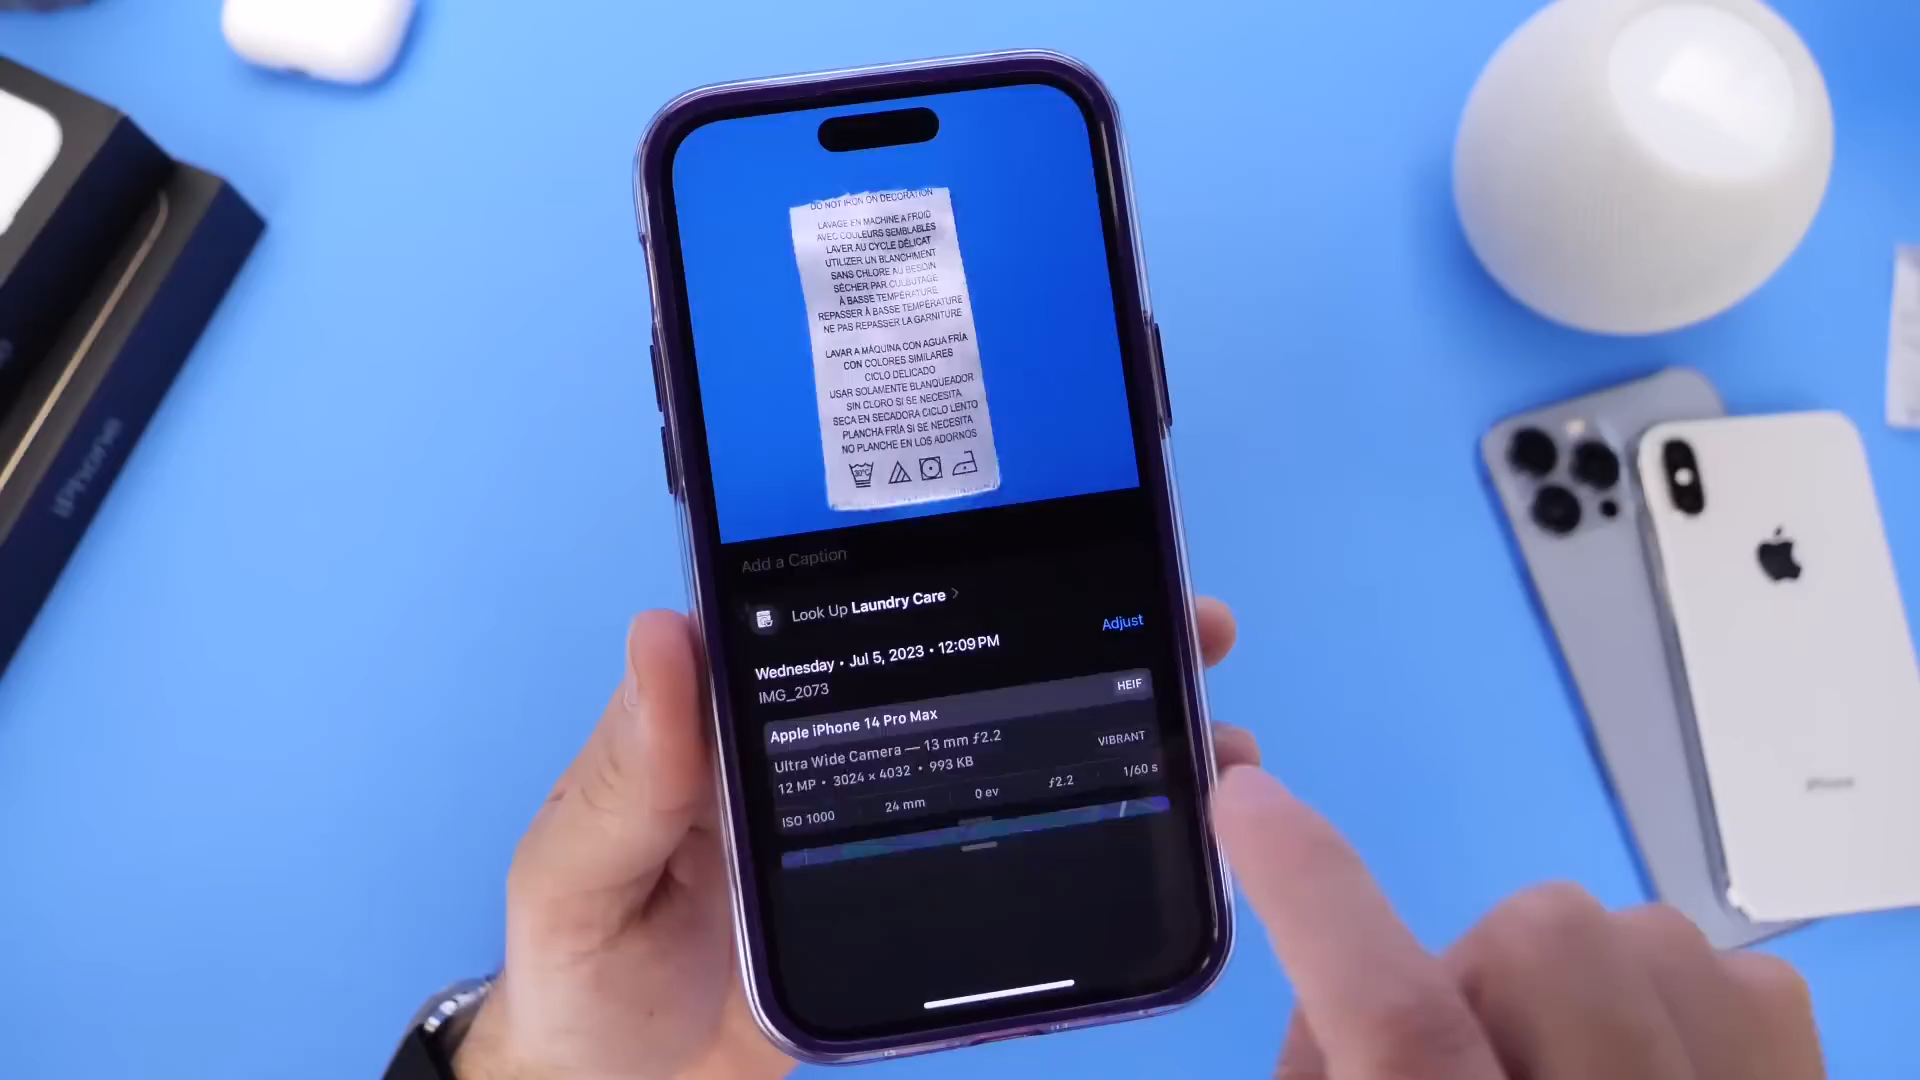 DO NOT IRON ON DECORATION
LAVAGE EN MACHINE A FROID
AVEC COULEURS SEMBLABLES
LAVER AU CYCLE DÉLICAT
UTILIZER UN BLANCHIMENT
SANS CHLORE AU BESOIN
SÉCHER PAR CULBUTAGE
À BASSE TEMPÉRATURE
REPASSER À BASSE TEMPÉRATURE
NE PAS REPASSER LA GARNITURE
LAVAR A MÁQUINA CON AGUA FRÍA
CON COLORES SIMILARES
CICLO DELICADO
USAR SOLAMENTE BLANQUEADOR
SIN CLORO SI SE NECESITA
SECA EN SECADORA CICLO LENTO
PLANCHA FRÍA SI SE NECESITA
NO PLANCHE EN LOS ADORNOS
30°C
Add a Caption
Look Up Laundry Care >
Wednesday • Jul 5, 2023 • 12:09 PM
Adjust
IMG_2073
Apple iPhone 14 Pro Max
HEIF
Ultra Wide Camera — 13 mm ƒ2.2
12 MP • 3024 x 4032 • 993 KB
VIBRANT
ISO 1000
24 mm
0 ev
ƒ2.2
1/60 s
iPhone
iPhone